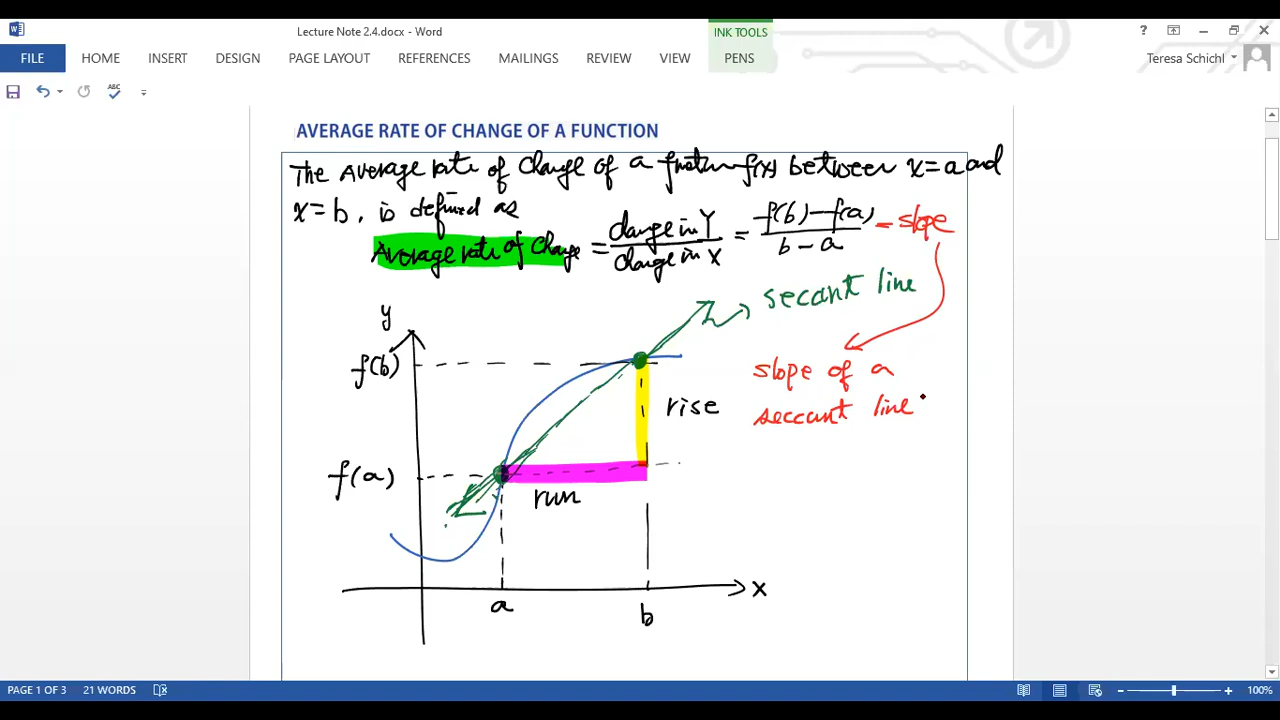 Lecture Note 2.4.docx - Word
INK TOOLS
?
FILE HOME INSERT DESIGN PAGE LAYOUT REFERENCES MAILINGS REVIEW VIEW PENS
Teresa Schichl
ABC
AVERAGE RATE OF CHANGE OF A FUNCTION
The Average rate of change of a f(x) between x=a and
x=b, is defined as
Average rate of change = change in Y / change in X = f(b)-f(a) / b-a = slope
secant line
y
f(b)
slope of a
seccant line
rise
f(a)
run
x
a
b
PAGE 1 OF 3 21 WORDS
100%